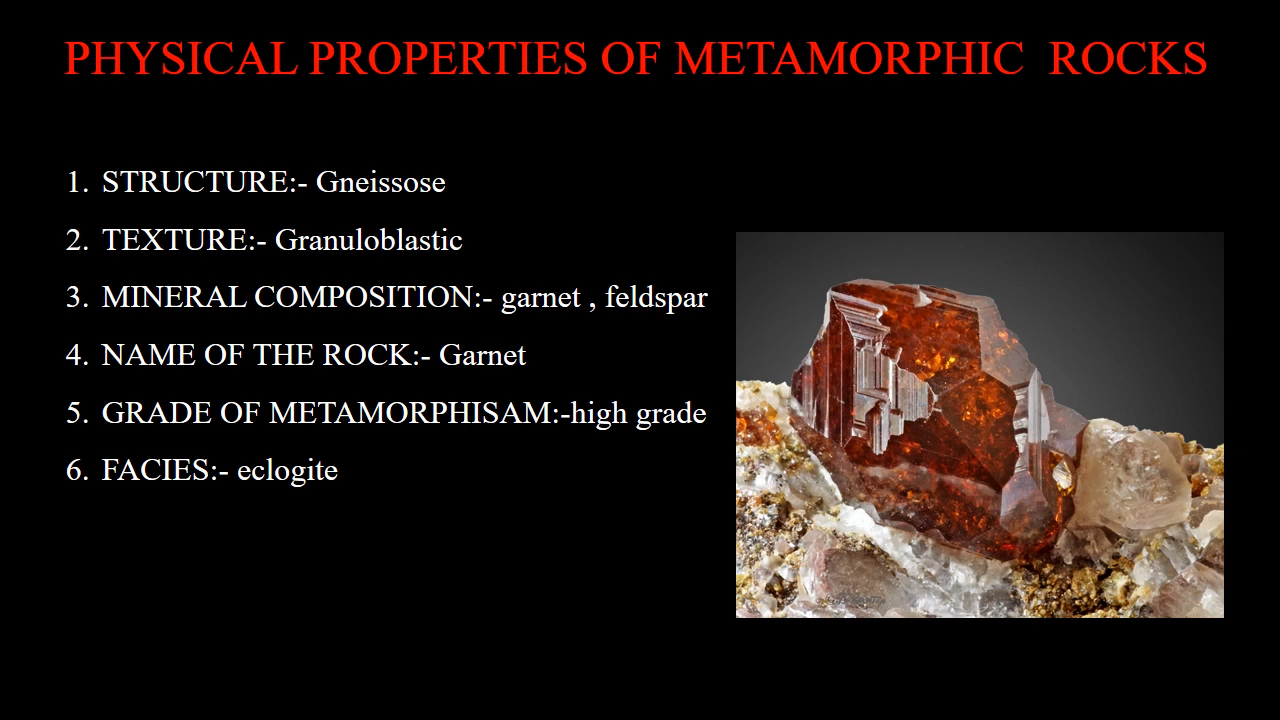 PHYSICAL PROPERTIES OF METAMORPHIC  ROCKS
1. STRUCTURE:- Gneissose
2. TEXTURE:- Granuloblastic
3. MINERAL COMPOSITION:- garnet , feldspar
4. NAME OF THE ROCK:- Garnet
5. GRADE OF METAMORPHISAM:-high grade
6. FACIES:- eclogite